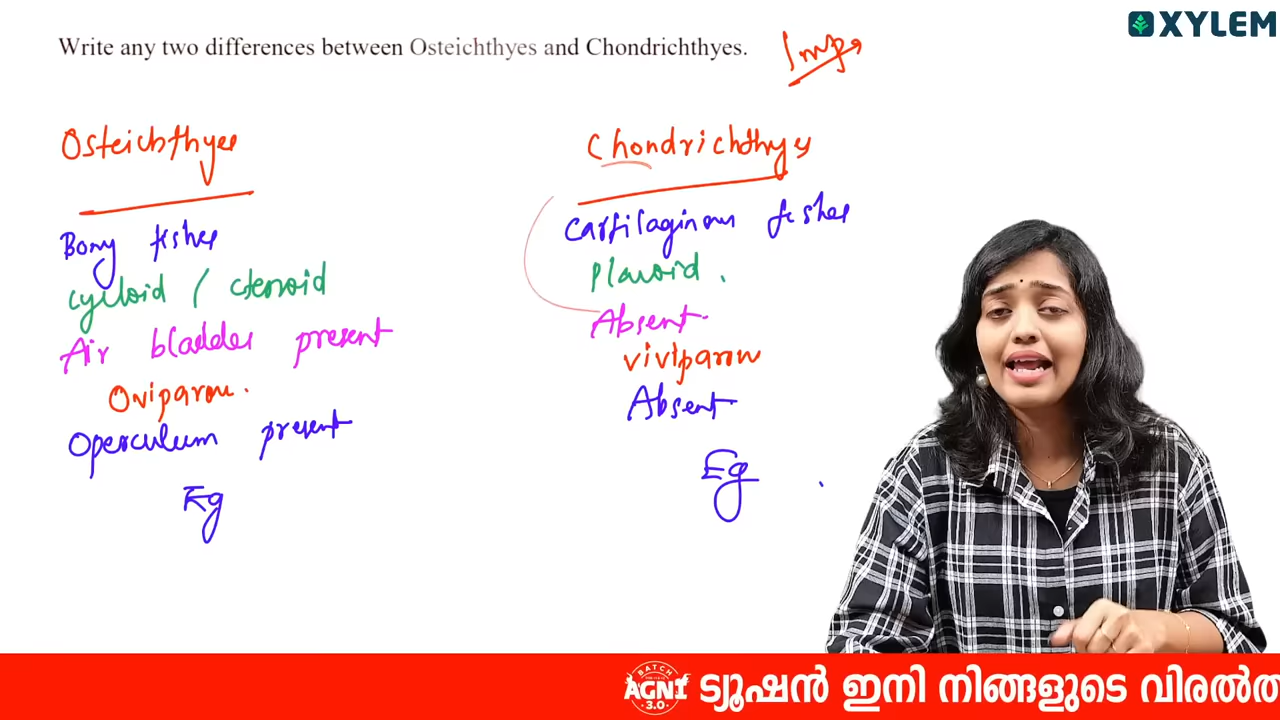 XYLEM
Write any two differences between Osteichthyes and Chondrichthyes.
Imp
Osteichthyes
Chondrichthyes
Bony fishes
Cartilaginous fishes
Cycloid / ctenoid
Placoid.
Air bladder present
Absent.
Oviparous.
Viviparous
Operculum present
Absent
Eg
Eg
BATCH
AGNI
3.0
ട്യൂഷൻ ഇനി നിങ്ങളുടെ വിരൽത